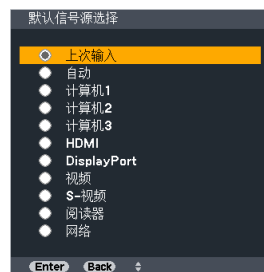 默认信号源选择
上次输入
自动
计算机1
计算机2
计算机3
HDMI
DisplayPort
视频
S-视频
阅读器
网络
Enter Back